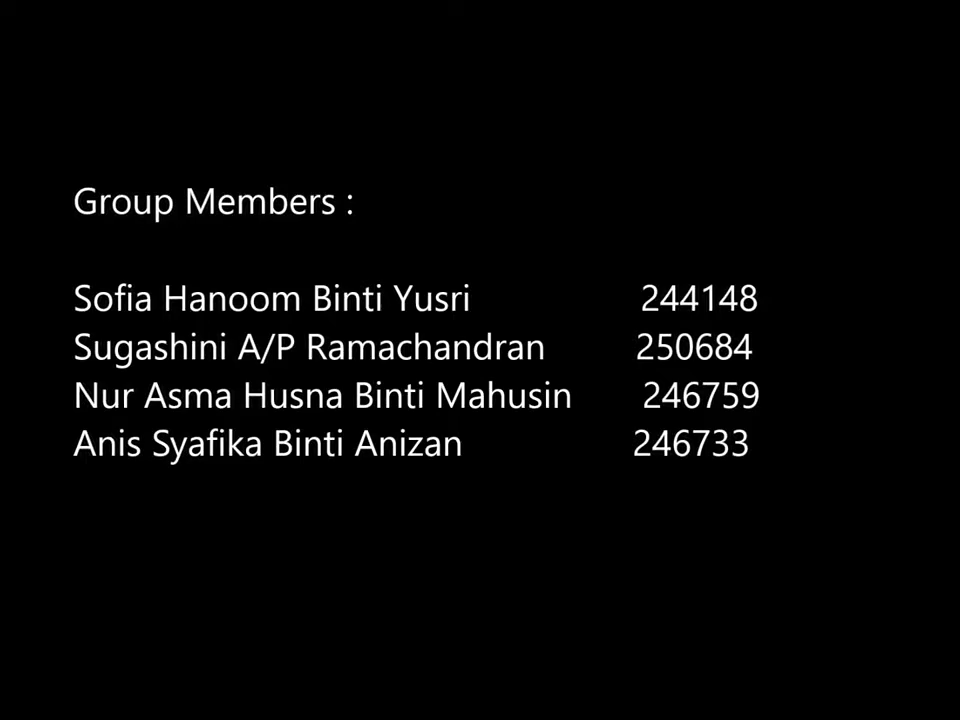 Group Members :
Sofia Hanoom Binti Yusri 244148
Sugashini A/P Ramachandran 250684
Nur Asma Husna Binti Mahusin 246759
Anis Syafika Binti Anizan 246733